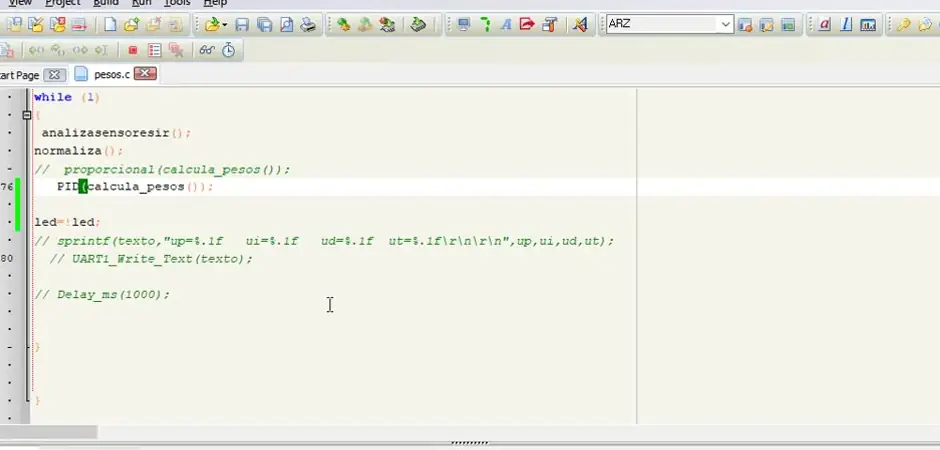 View Project Build Run Tools Help
ARZ
art Page pesos.c
while (1)
{
analizasensoresir();
normaliza();
// proporcional(calcula_pesos());
76 PID(calcula_pesos());
led=!led;
// sprintf(texto,"up=%.1f ui=%.1f ud=%.1f ut=%.1f\r\n\r\n",up,ui,ud,ut);
80 // UART1_Write_Text(texto);
// Delay_ms(1000);
}
}